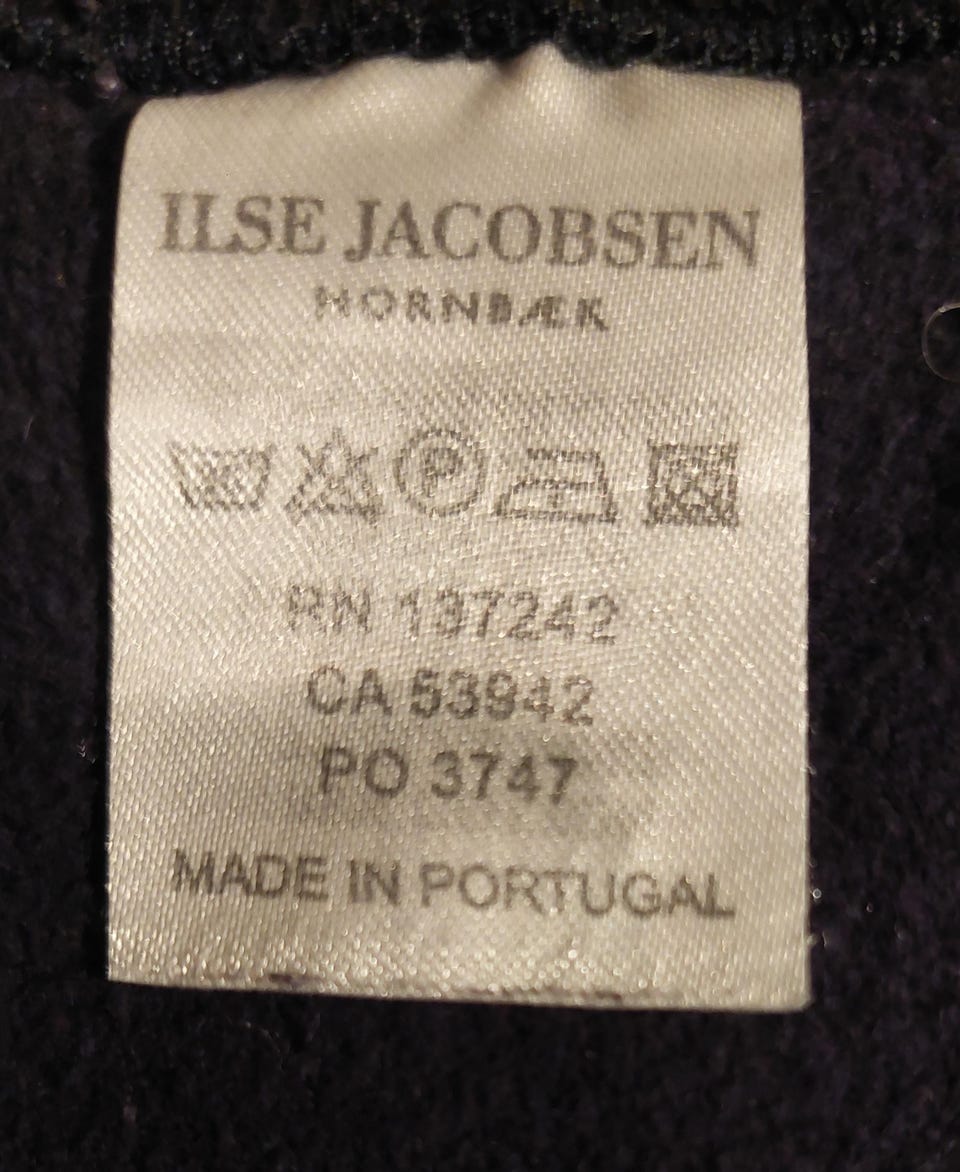 ILSE JACOBSEN
HORNBÆK
P
RN 137242
CA 53942
PO 3747
MADE IN PORTUGAL